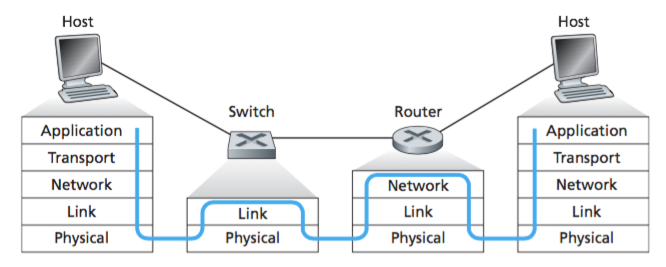 Host
Host
Switch
Router
Application
Transport
Network
Link
Physical
Link
Physical
Network
Link
Physical
Application
Transport
Network
Link
Physical